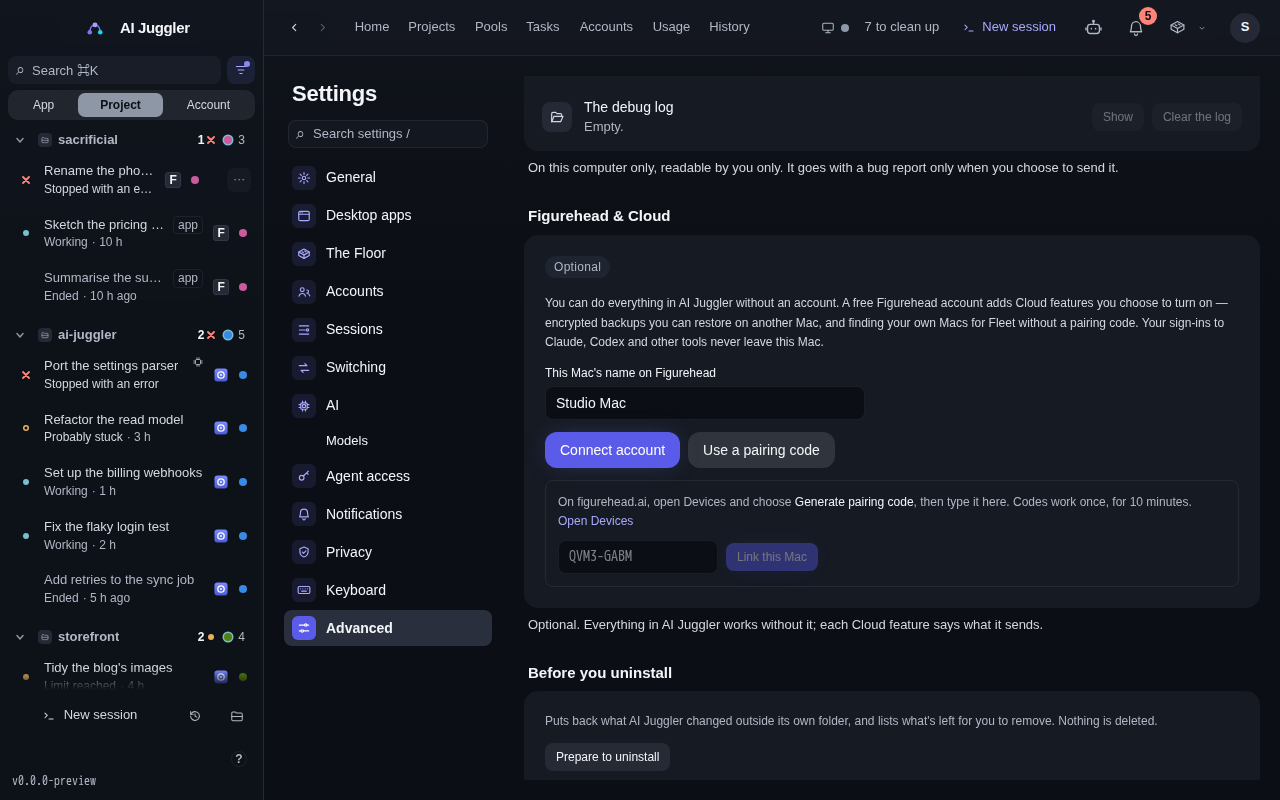 AI Juggler
Search ⌘K
App Project Account
sacrificial 1 3
Rename the pho… F
Stopped with an e…
Sketch the pricing … app F
Working · 10 h
Summarise the su… app F
Ended · 10 h ago
ai-juggler 2 5
Port the settings parser
Stopped with an error
Refactor the read model
Probably stuck · 3 h
Set up the billing webhooks
Working · 1 h
Fix the flaky login test
Working · 2 h
Add retries to the sync job
Ended · 5 h ago
storefront 2 4
Tidy the blog's images
Limit reached · 4 h
New session
?
v0.0.0-preview
Home Projects Pools Tasks Accounts Usage History 7 to clean up New session 5 S
Settings
Search settings /
General
Desktop apps
The Floor
Accounts
Sessions
Switching
AI
Models
Agent access
Notifications
Privacy
Keyboard
Advanced
The debug log
Empty.
Show Clear the log
On this computer only, readable by you only. It goes with a bug report only when you choose to send it.
Figurehead & Cloud
Optional
You can do everything in AI Juggler without an account. A free Figurehead account adds Cloud features you choose to turn on —
encrypted backups you can restore on another Mac, and finding your own Macs for Fleet without a pairing code. Your sign-ins to
Claude, Codex and other tools never leave this Mac.
This Mac's name on Figurehead
Studio Mac
Connect account Use a pairing code
On figurehead.ai, open Devices and choose Generate pairing code, then type it here. Codes work once, for 10 minutes.
Open Devices
QVM3-GABM Link this Mac
Optional. Everything in AI Juggler works without it; each Cloud feature says what it sends.
Before you uninstall
Puts back what AI Juggler changed outside its own folder, and lists what's left for you to remove. Nothing is deleted.
Prepare to uninstall